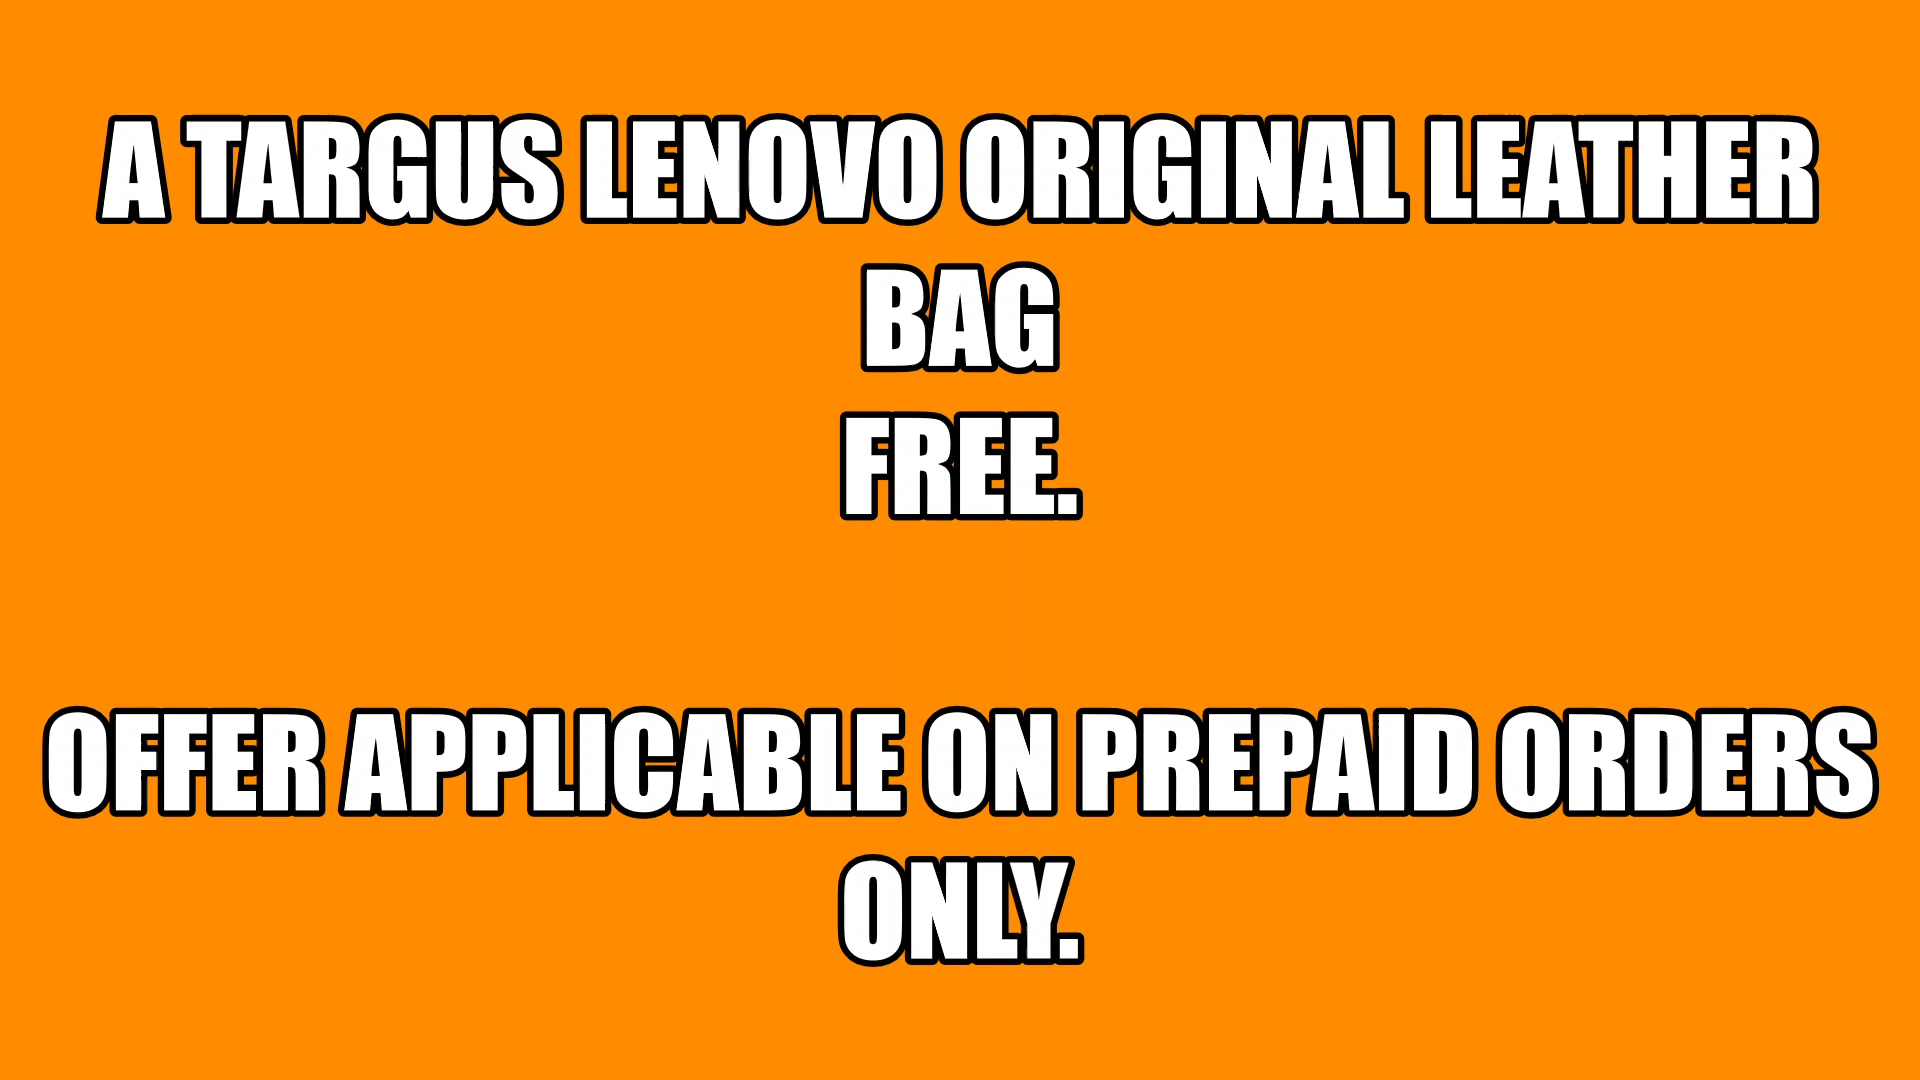 A TARGUS LENOVO ORIGINAL LEATHER
BAG
FREE.
OFFER APPLICABLE ON PREPAID ORDERS
ONLY.